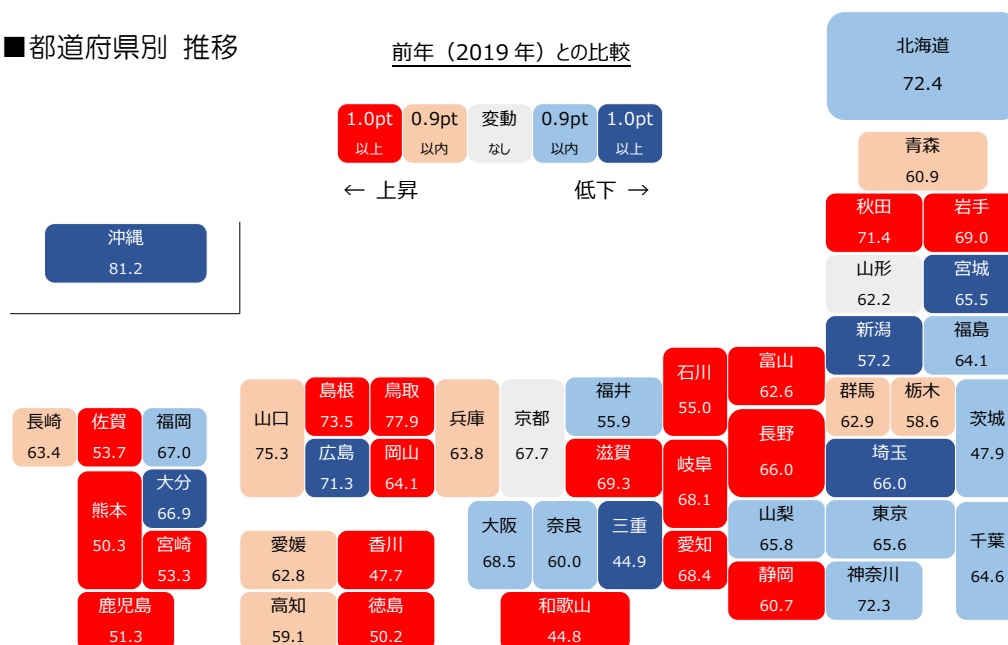 ■都道府県別 推移
前年（2019年）との比較
1.0pt 以上
0.9pt 以内
変動 なし
0.9pt 以内
1.0pt 以上
← 上昇
低下 →
北海道
72.4
青森
60.9
秋田
71.4
岩手
69.0
山形
62.2
宮城
65.5
新潟
57.2
福島
64.1
沖縄
81.2
石川
55.0
富山
62.6
群馬
62.9
栃木
58.6
茨城
47.9
長崎
63.4
佐賀
53.7
福岡
67.0
山口
75.3
島根
73.5
鳥取
77.9
兵庫
63.8
京都
67.7
福井
55.9
長野
66.0
埼玉
66.0
広島
71.3
岡山
64.1
滋賀
69.3
岐阜
68.1
熊本
50.3
大分
66.9
宮崎
53.3
鹿児島
51.3
愛媛
62.8
香川
47.7
高知
59.1
徳島
50.2
大阪
68.5
奈良
60.0
三重
44.9
和歌山
44.8
愛知
68.4
山梨
65.8
東京
65.6
千葉
64.6
静岡
60.7
神奈川
72.3